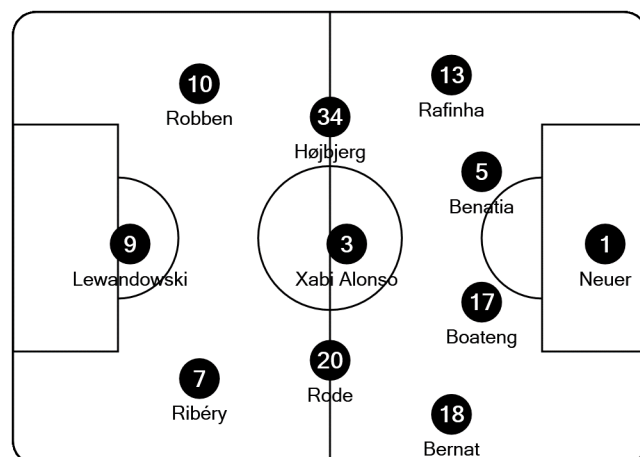 10
Robben
13
Rafinha
34
Højbjerg
5
Benatia
9
Lewandowski
3
Xabi Alonso
1
Neuer
17
Boateng
20
Rode
7
Ribéry
18
Bernat